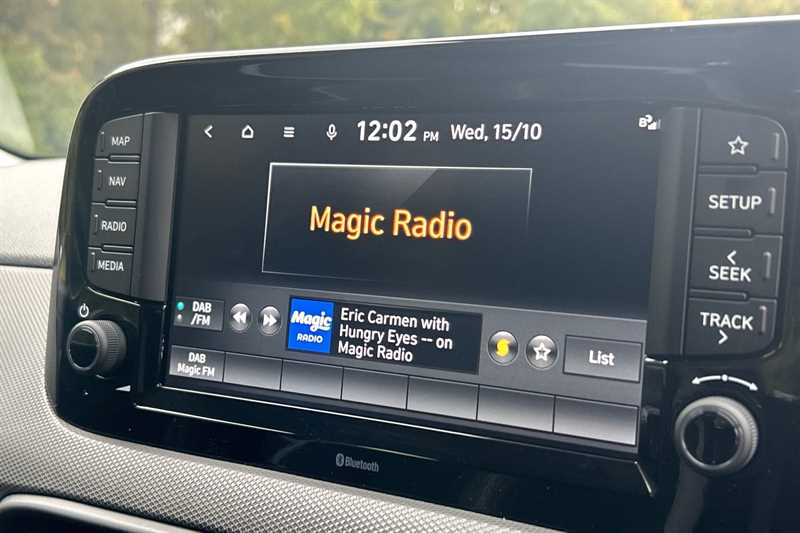 12:02 PM Wed, 15/10
MAP
NAV
RADIO
MEDIA
Magic Radio
DAB
/FM
Magic
RADIO
Eric Carmen with
Hungry Eyes -- on
Magic Radio
List
DAB
Magic FM
SETUP
SEEK
TRACK
Bluetooth